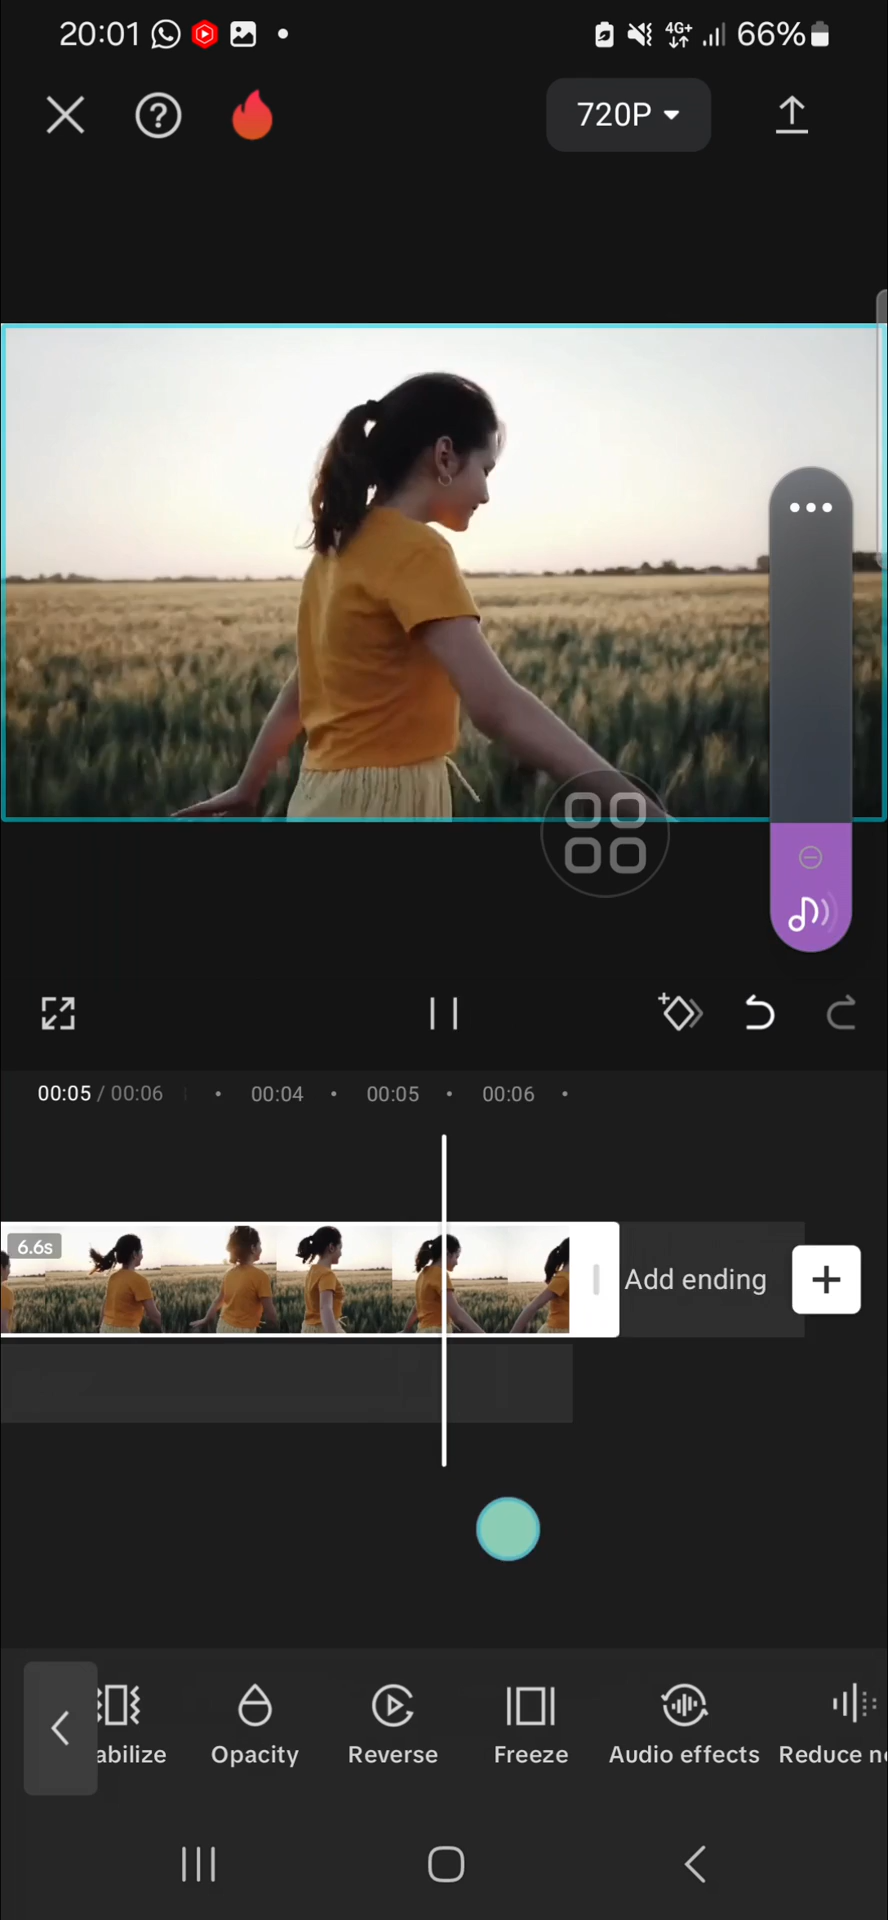 20:01 4G+ 66%
720P
00:05 / 00:06 00:04 00:05 00:06
6.6s
Add ending
abilize Opacity Reverse Freeze Audio effects Reduce n